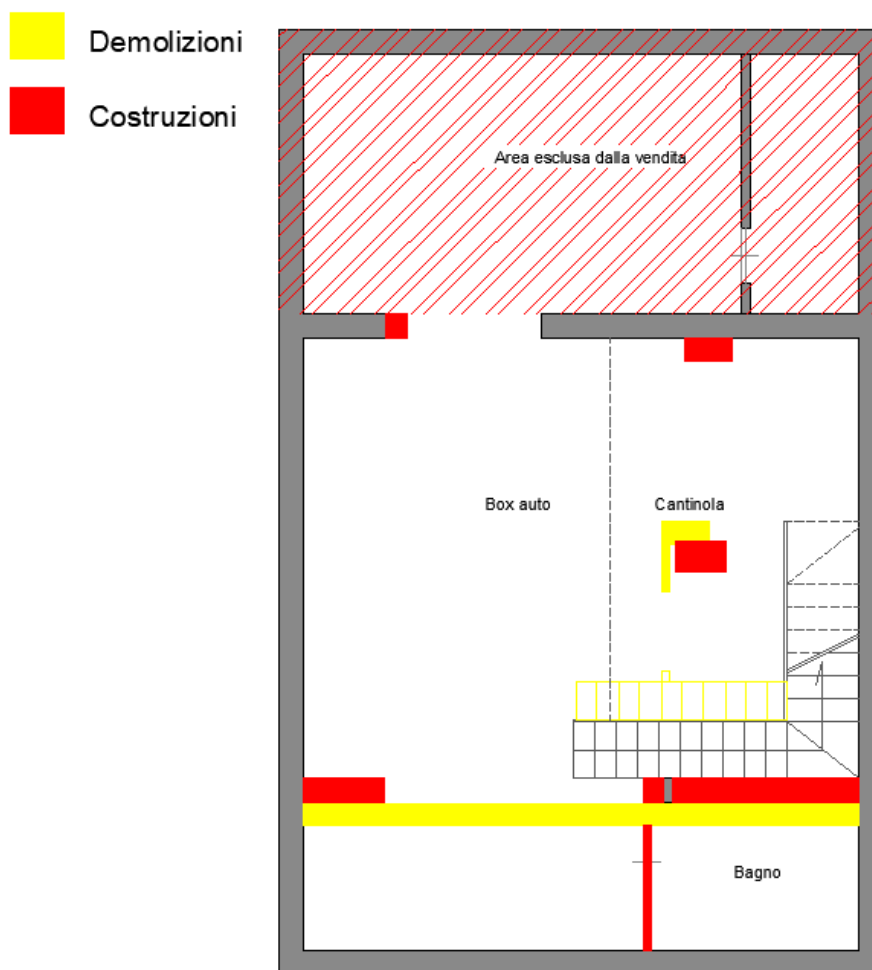 Demolizioni
Costruzioni
Area esclusa dalla vendita
Box auto
Cantinola
Bagno